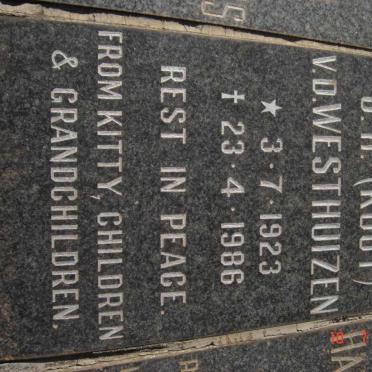 V.D. WESTHUIZEN
★ 3·7·1923
✝ 23·4·1986
REST IN PEACE.
FROM KITTY, CHILDREN
& GRANDCHILDREN.